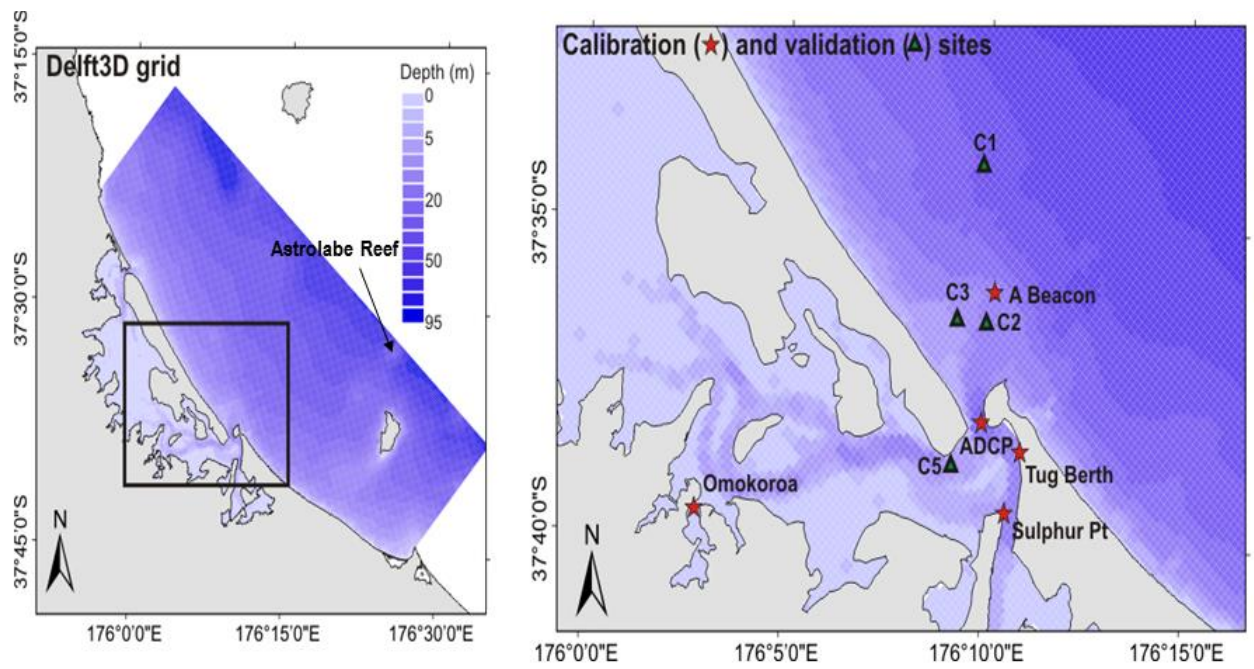 Delft3D grid
Depth (m)
0
5
20
50
95
Astrolabe Reef
N
37°15'0"S
37°30'0"S
37°45'0"S
176°0'0"E
176°15'0"E
176°30'0"E
Calibration ( ) and validation ( ) sites
C1
C3
A Beacon
C2
ADCP
C5
Tug Berth
Omokoroa
Sulphur Pt
N
37°35'0"S
37°40'0"S
176°0'0"E
176°5'0"E
176°10'0"E
176°15'0"E